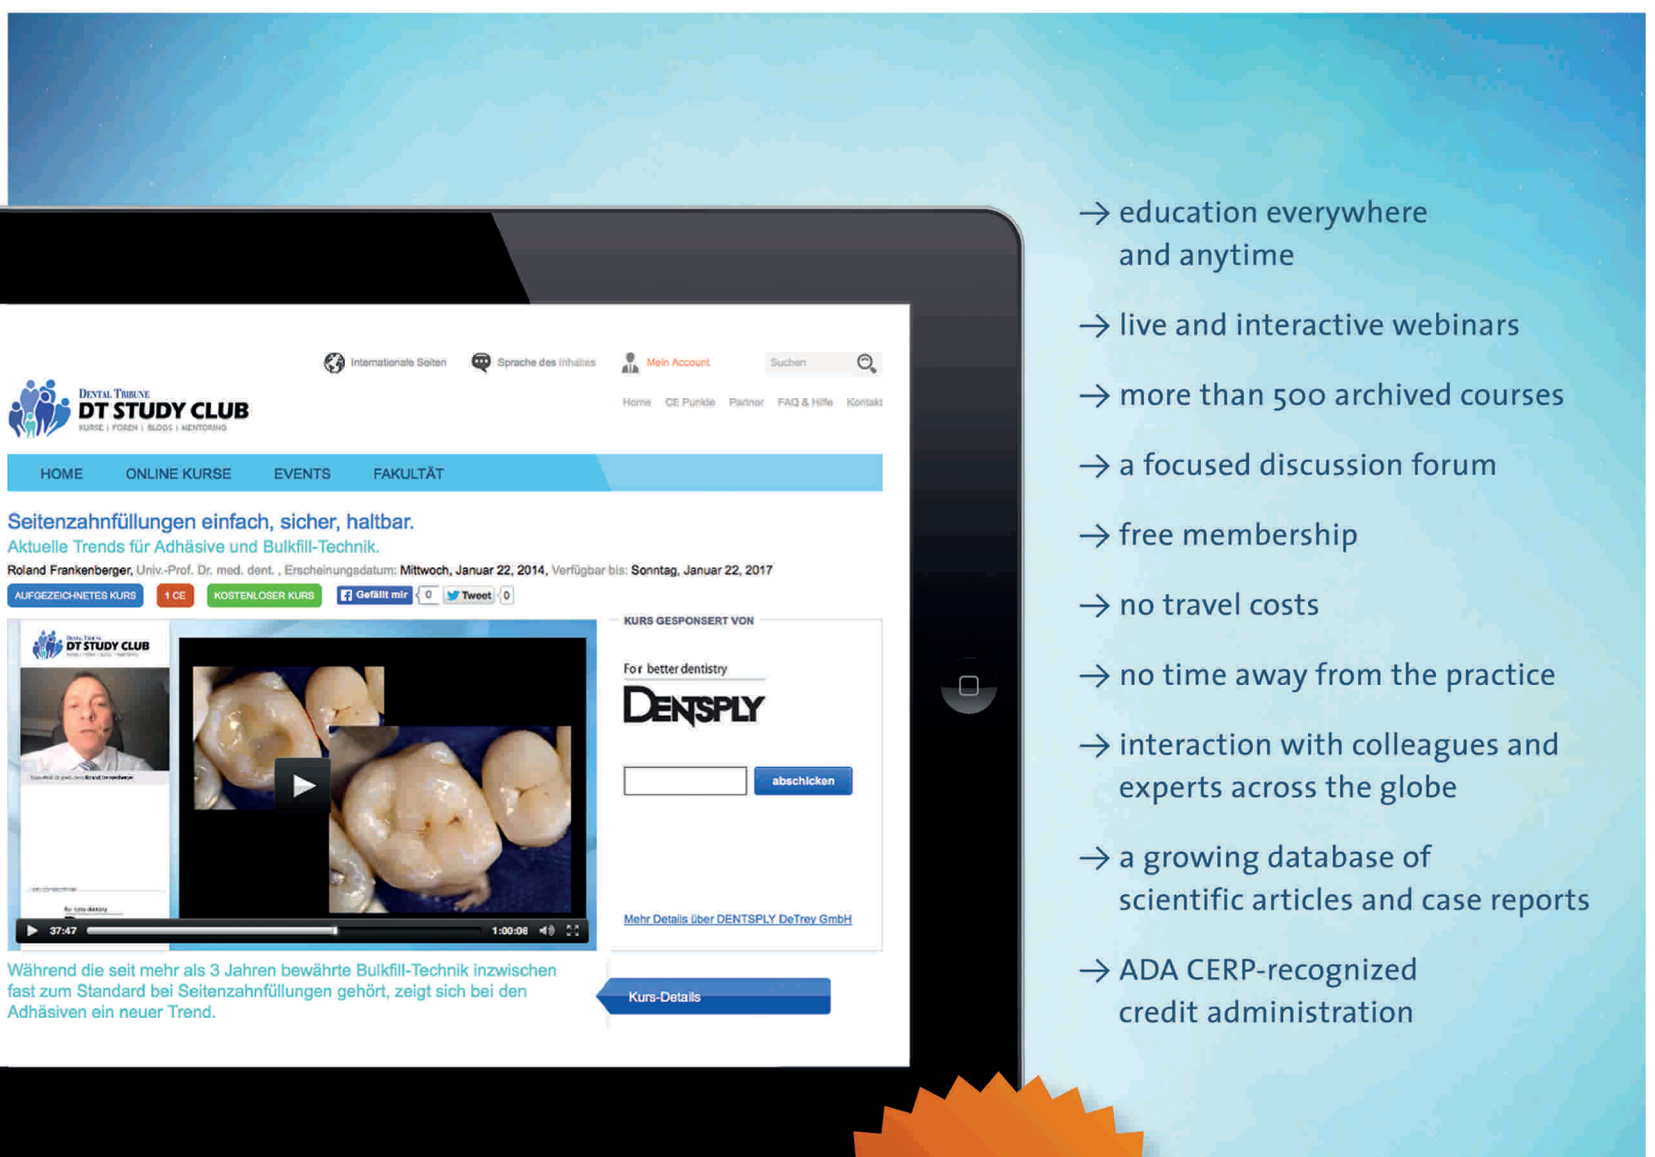 Internationale Seiten
Sprache des Inhaltes
Mein Account
Suchen
DENTAL TRIBUNE
DT STUDY CLUB
KURSE | FOREN | BLOGS | MENTORING
Home CE Punkte Partner FAQ & Hilfe Kontakt
HOME ONLINE KURSE EVENTS FAKULTÄT
Seitenzahnfüllungen einfach, sicher, haltbar.
Aktuelle Trends für Adhäsive und Bulkfill-Technik.
Roland Frankenberger, Univ.-Prof. Dr. med. dent. , Erscheinungsdatum: Mittwoch, Januar 22, 2014, Verfügbar bis: Sonntag, Januar 22, 2017
AUFGEZEICHNETES KURS 1 CE KOSTENLOSER KURS Gefällt mir 0 Tweet 0
DENTAL TRIBUNE
DT STUDY CLUB
37:47 1:00:06
KURS GESPONSERT VON
For better dentistry
DENTSPLY
abschicken
Mehr Details über DENTSPLY DeTrey GmbH
Während die seit mehr als 3 Jahren bewährte Bulkfill-Technik inzwischen
fast zum Standard bei Seitenzahnfüllungen gehört, zeigt sich bei den
Adhäsiven ein neuer Trend.
Kurs-Details
→ education everywhere
and anytime
→ live and interactive webinars
→ more than 500 archived courses
→ a focused discussion forum
→ free membership
→ no travel costs
→ no time away from the practice
→ interaction with colleagues and
experts across the globe
→ a growing database of
scientific articles and case reports
→ ADA CERP-recognized
credit administration